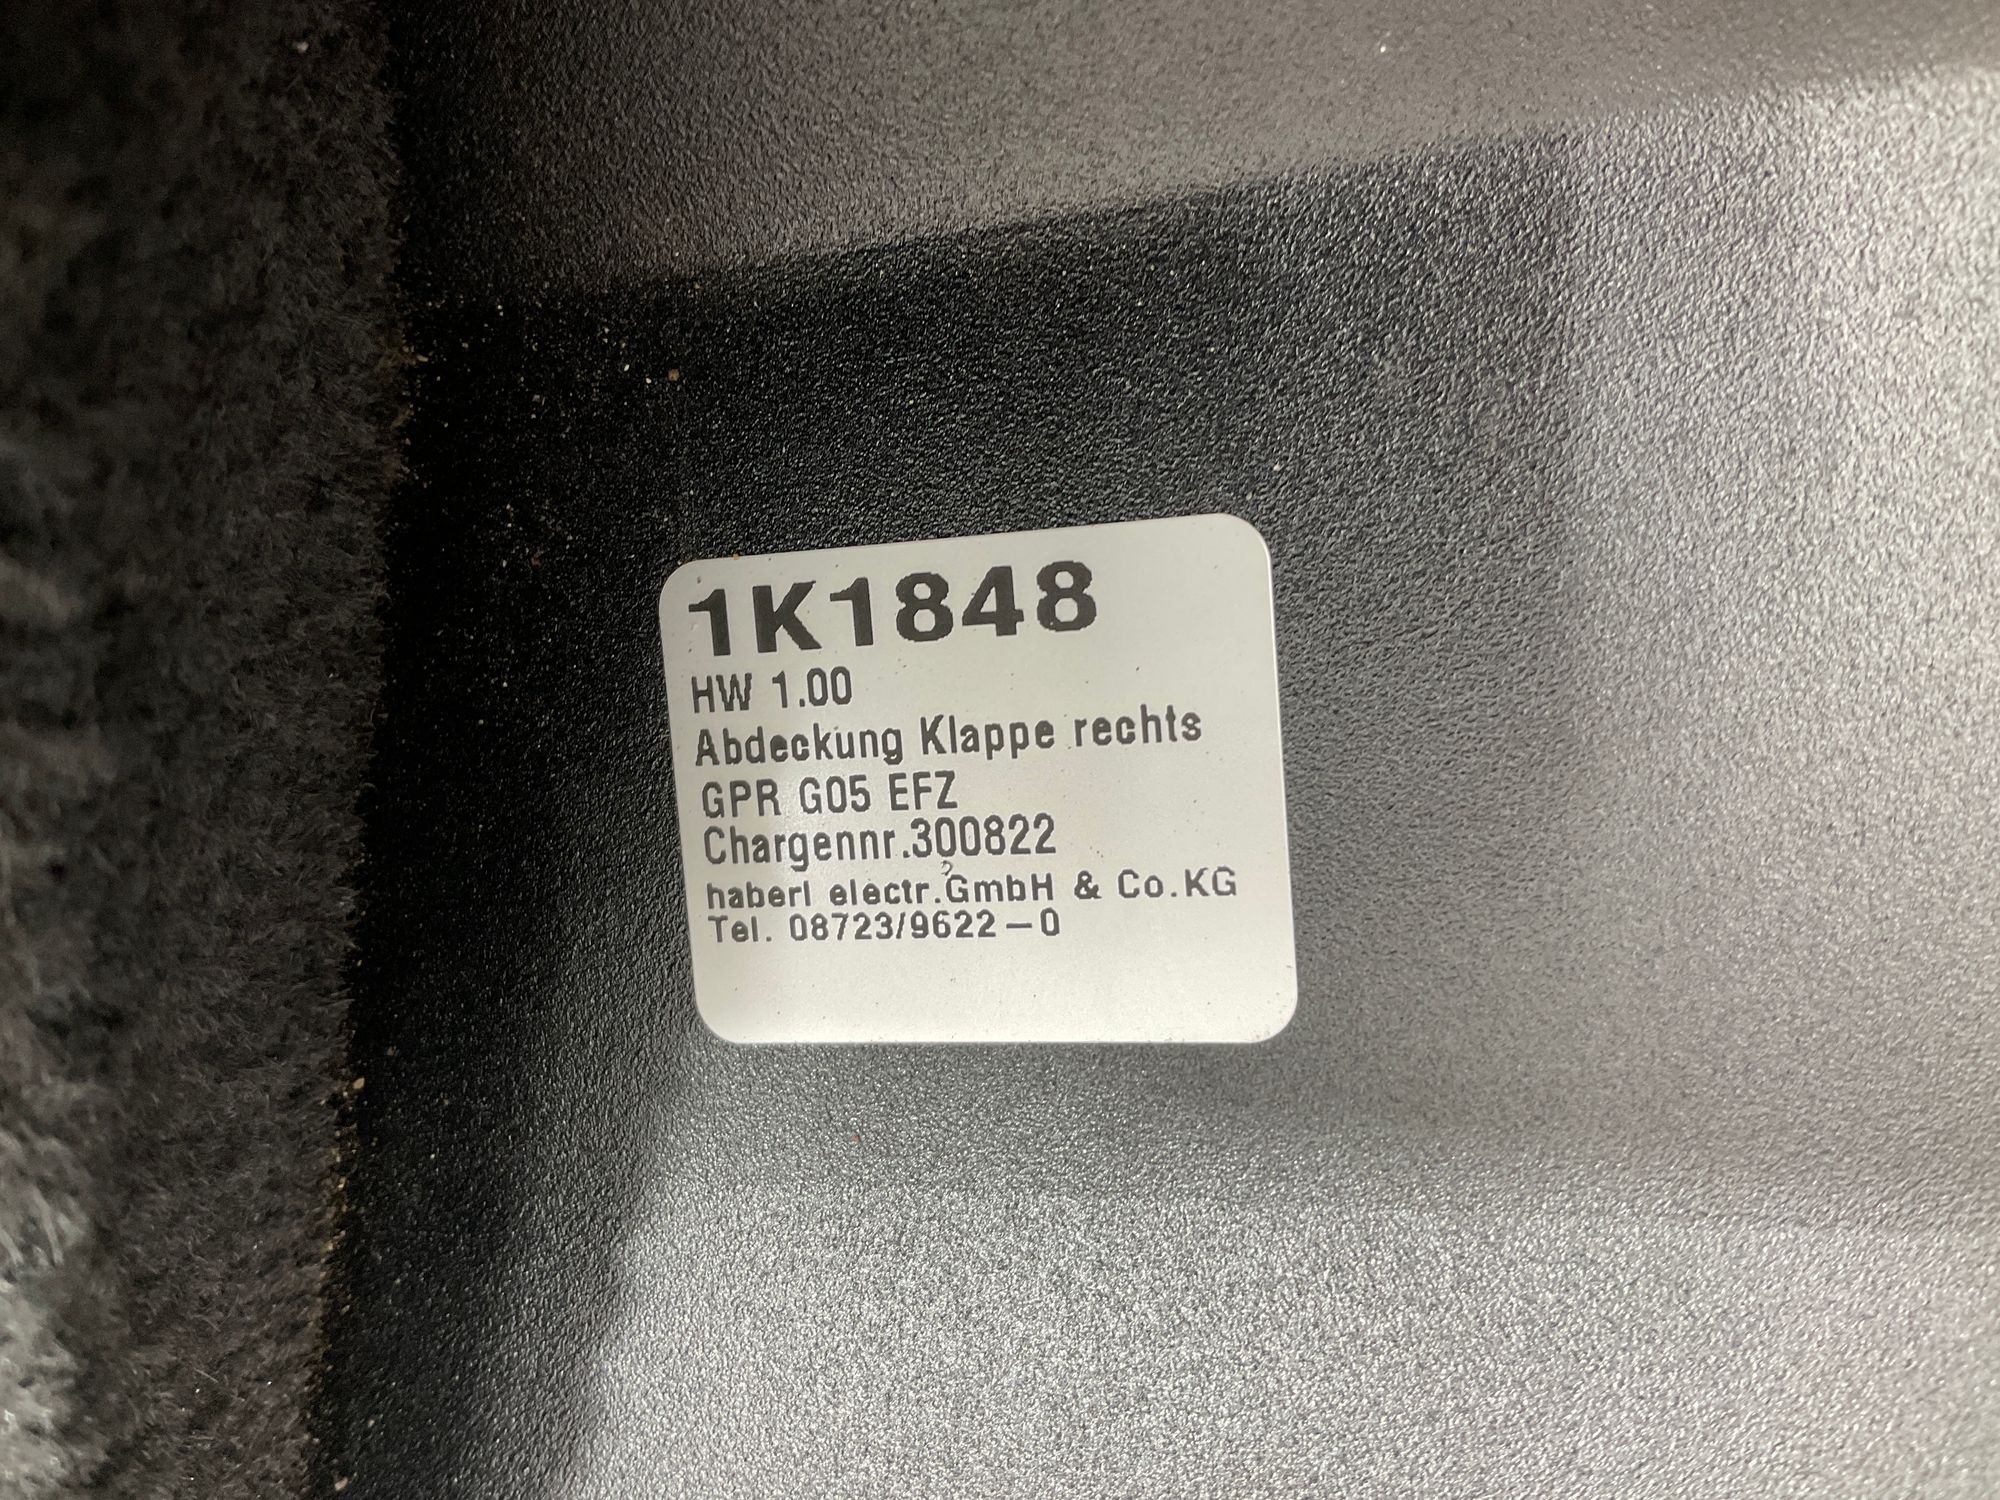 1K1848
HW 1.00
Abdeckung Klappe rechts
GPR G05 EFZ
Chargennr.300822
haberl electr.GmbH & Co.KG
Tel. 08723/9622-0